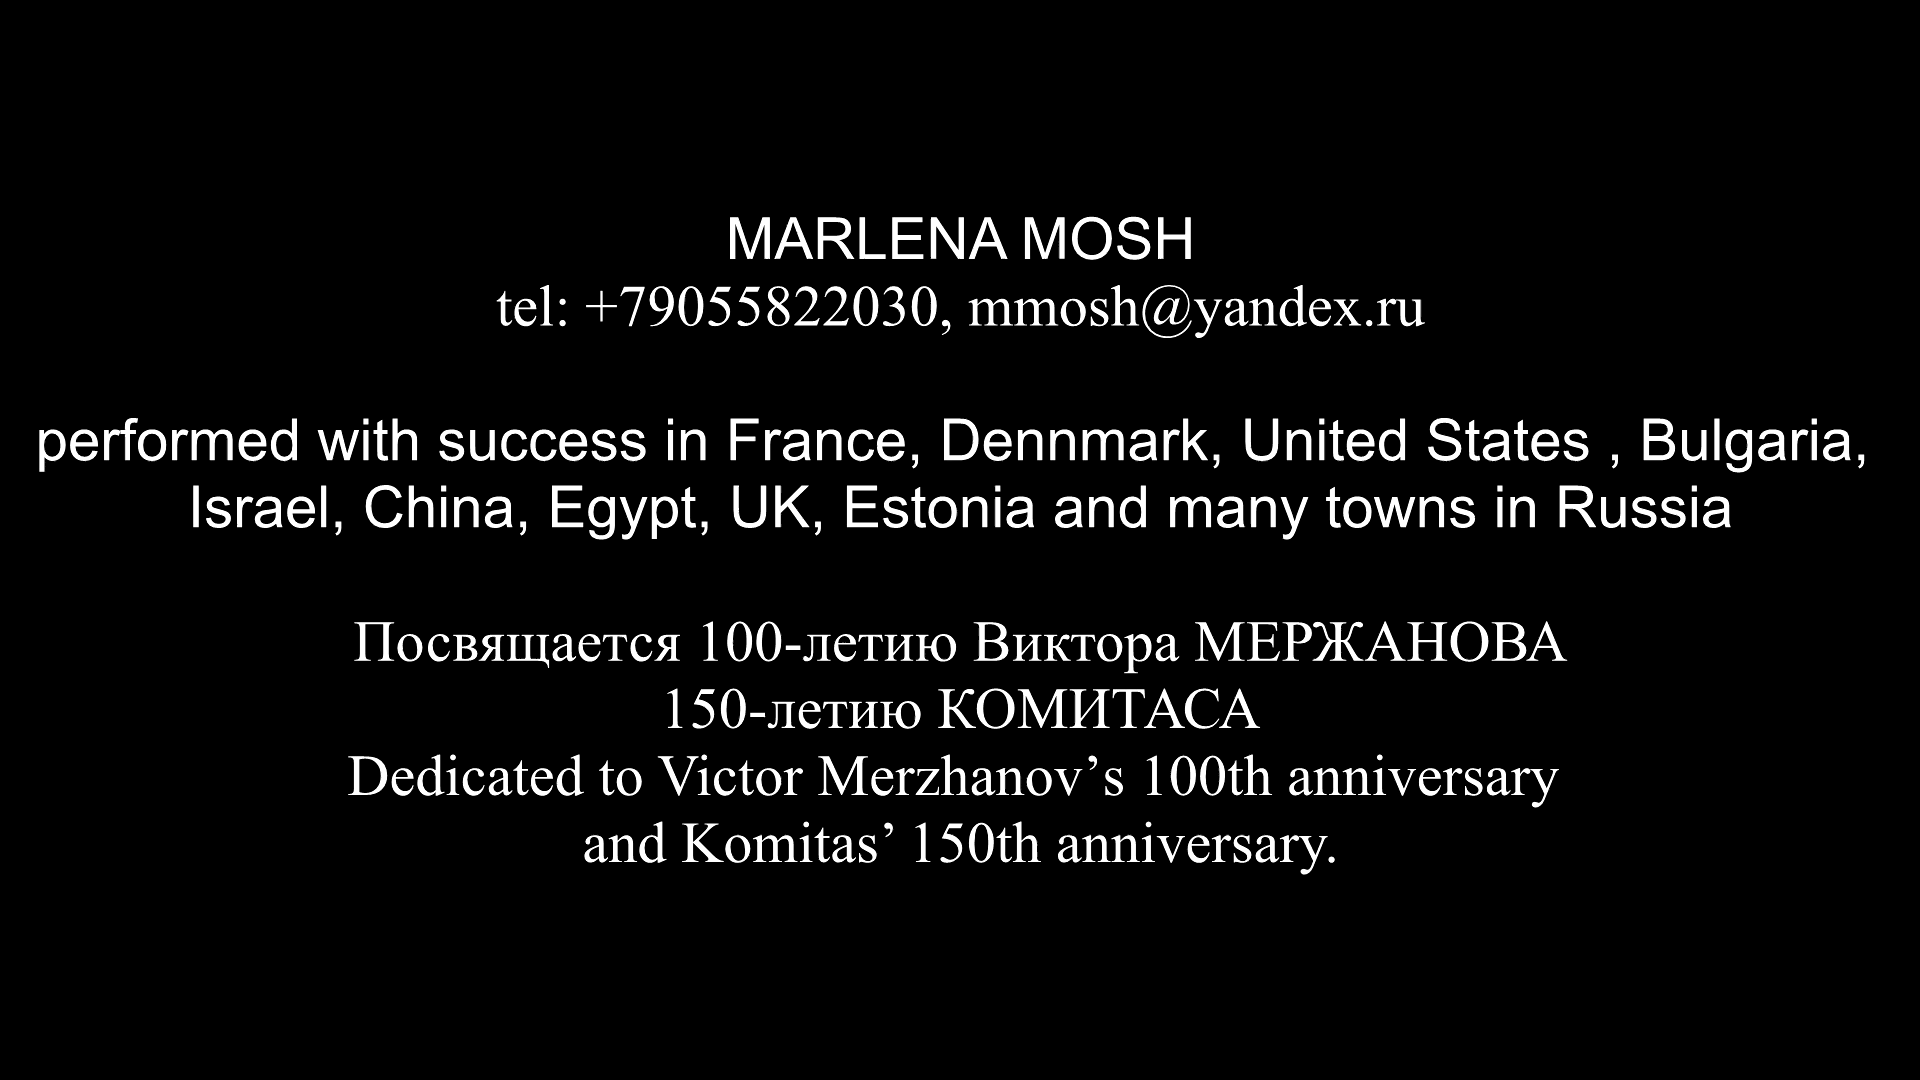 MARLENA MOSH
tel: +79055822030, mmosh@yandex.ru
performed with success in France, Dennmark, United States , Bulgaria,
Israel, China, Egypt, UK, Estonia and many towns in Russia
Посвящается 100-летию Виктора МЕРЖАНОВА
150-летию КОМИТАСА
Dedicated to Victor Merzhanov’s 100th anniversary
and Komitas’ 150th anniversary.